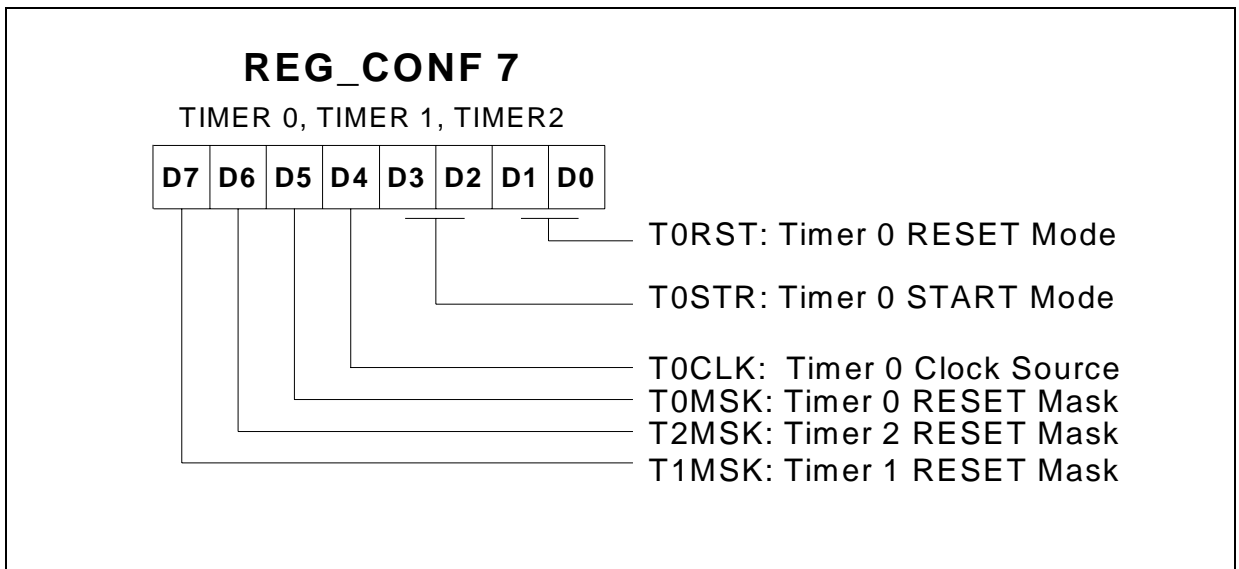 REG_CONF 7
TIMER 0, TIMER 1, TIMER2
D7 D6 D5 D4 D3 D2 D1 D0
T0RST: Timer 0 RESET Mode
T0STR: Timer 0 START Mode
T0CLK: Timer 0 Clock Source
T0MSK: Timer 0 RESET Mask
T2MSK: Timer 2 RESET Mask
T1MSK: Timer 1 RESET Mask